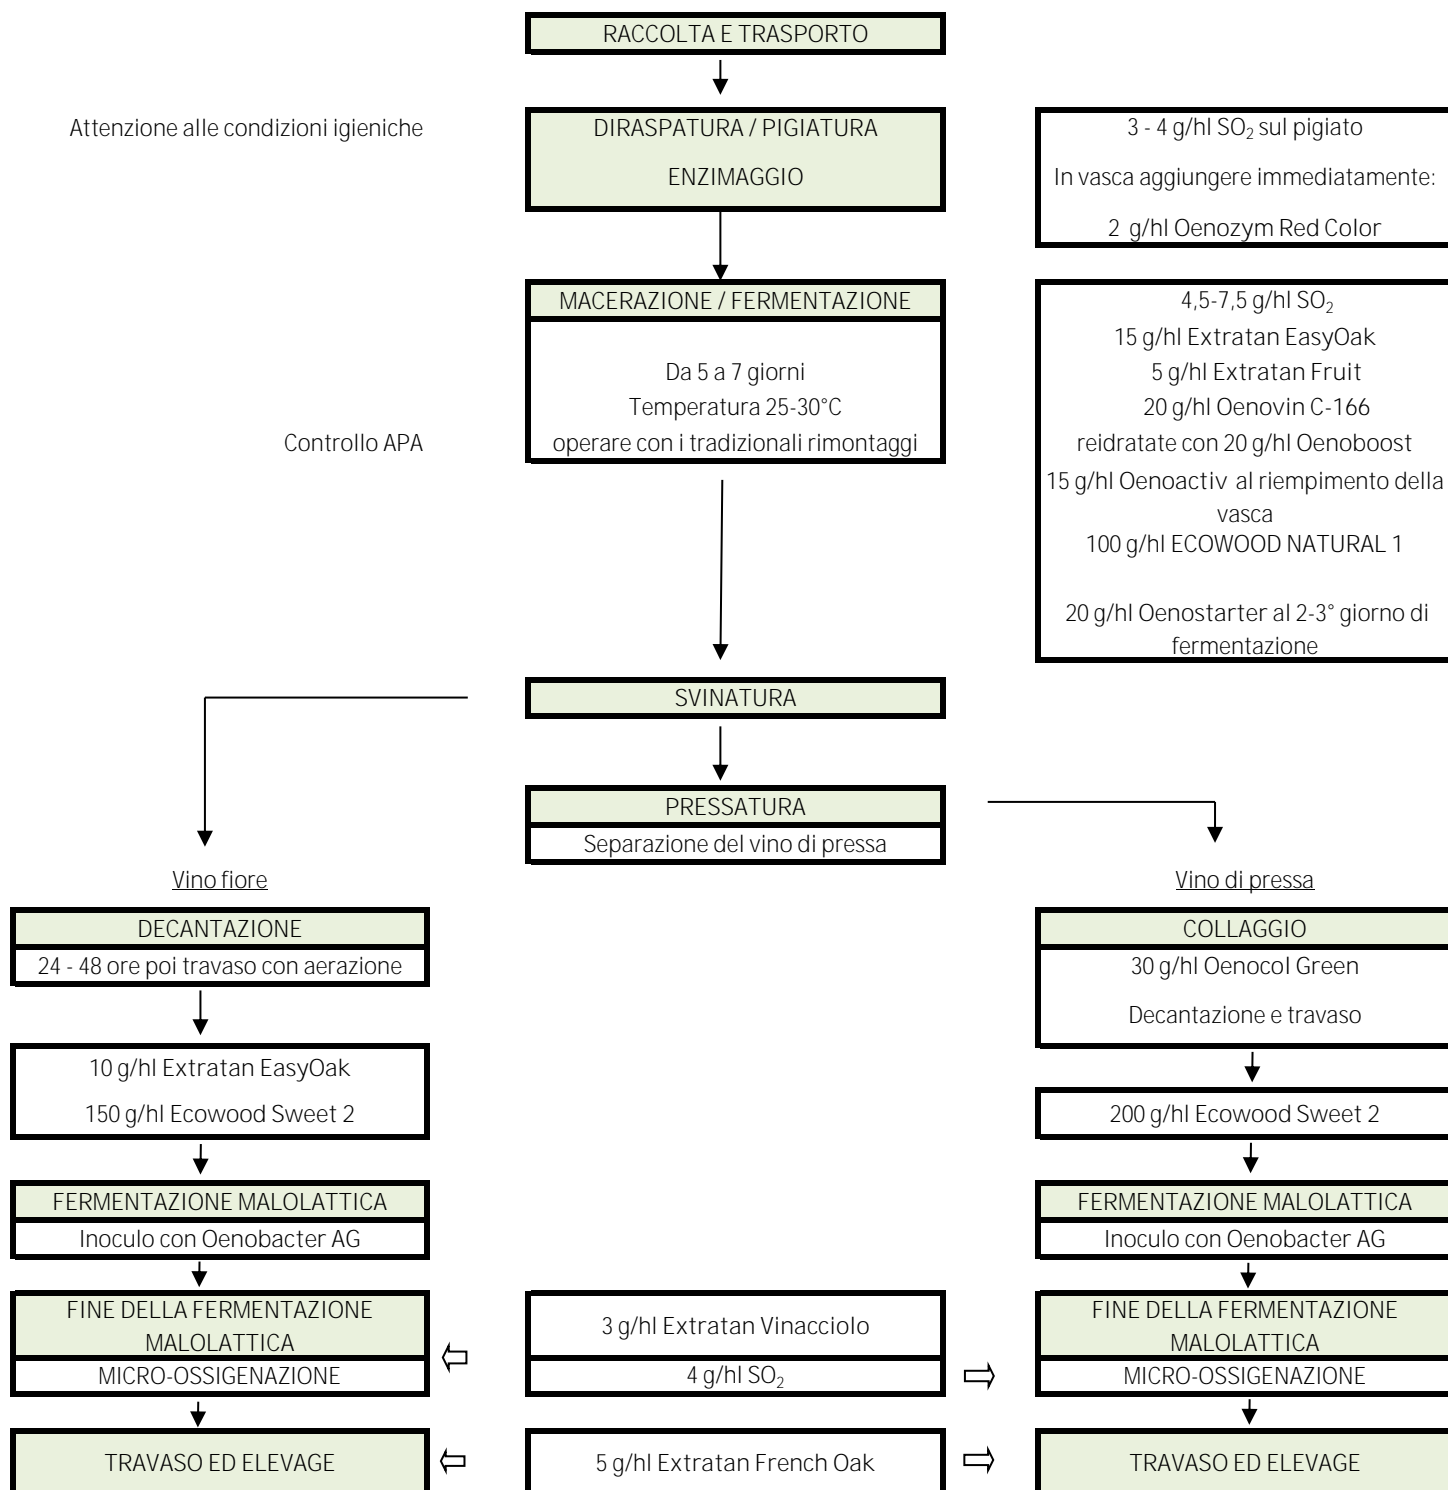 RACCOLTA E TRASPORTO
Attenzione alle condizioni igieniche
DIRASPATURA / PIGIATURA
ENZIMAGGIO
3 - 4 g/hl SO₂ sul pigiato
In vasca aggiungere immediatamente:
2 g/hl Oenozym Red Color
MACERAZIONE / FERMENTAZIONE
Da 5 a 7 giorni
Temperatura 25-30°C
operare con i tradizionali rimontaggi
Controllo APA
4,5-7,5 g/hl SO₂
15 g/hl Extratan EasyOak
5 g/hl Extratan Fruit
20 g/hl Oenovin C-166
reidratate con 20 g/hl Oenoboost
15 g/hl Oenoactiv al riempimento della
vasca
100 g/hl ECOWOOD NATURAL 1
20 g/hl Oenostarter al 2-3° giorno di
fermentazione
SVINATURA
PRESSATURA
Separazione del vino di pressa
Vino fiore
DECANTAZIONE
24 - 48 ore poi travaso con aerazione
10 g/hl Extratan EasyOak
150 g/hl Ecowood Sweet 2
FERMENTAZIONE MALOLATTICA
Inoculo con Oenobacter AG
FINE DELLA FERMENTAZIONE
MALOLATTICA
MICRO-OSSIGENAZIONE
TRAVASO ED ELEVAGE
3 g/hl Extratan Vinacciolo
4 g/hl SO₂
5 g/hl Extratan French Oak
Vino di pressa
COLLAGGIO
30 g/hl Oenocol Green
Decantazione e travaso
200 g/hl Ecowood Sweet 2
FERMENTAZIONE MALOLATTICA
Inoculo con Oenobacter AG
FINE DELLA FERMENTAZIONE
MALOLATTICA
MICRO-OSSIGENAZIONE
TRAVASO ED ELEVAGE